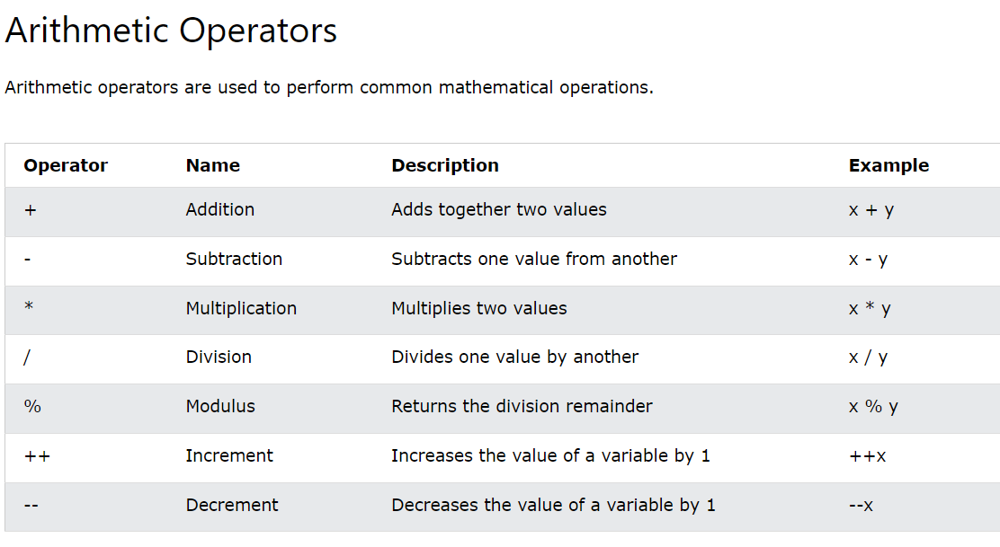 Arithmetic Operators
Arithmetic operators are used to perform common mathematical operations.
Operator Name Description Example
+ Addition Adds together two values x + y
- Subtraction Subtracts one value from another x - y
* Multiplication Multiplies two values x * y
/ Division Divides one value by another x / y
% Modulus Returns the division remainder x % y
++ Increment Increases the value of a variable by 1 ++x
-- Decrement Decreases the value of a variable by 1 --x